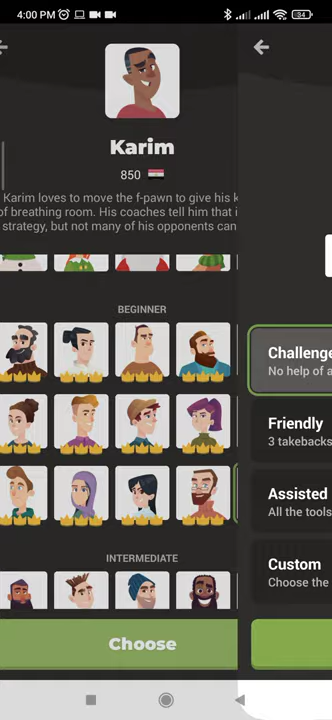 4:00 PM
34
Karim
850
Karim loves to move the f-pawn to give his k
of breathing room. His coaches tell him that i
strategy, but not many of his opponents can
BEGINNER
INTERMEDIATE
Choose
Challenge
No help of a
Friendly
3 takebacks
Assisted
All the tools
Custom
Choose the